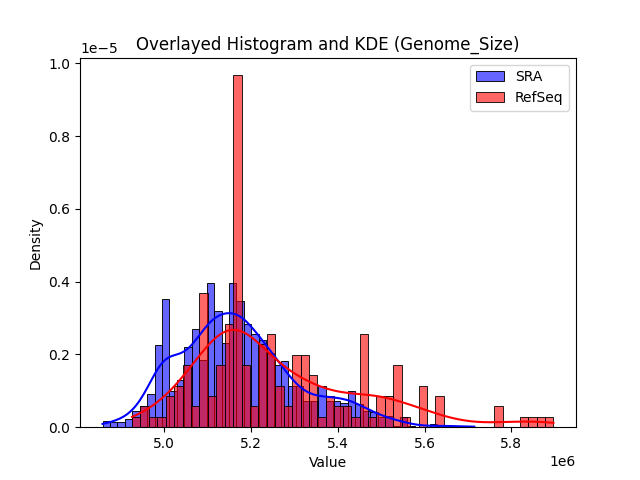 Overlayed Histogram and KDE (Genome_Size)
1e−5
SRA
RefSeq
1.0
0.8
0.6
0.4
0.2
0.0
Density
5.0 5.2 5.4 5.6 5.8
Value
1e6